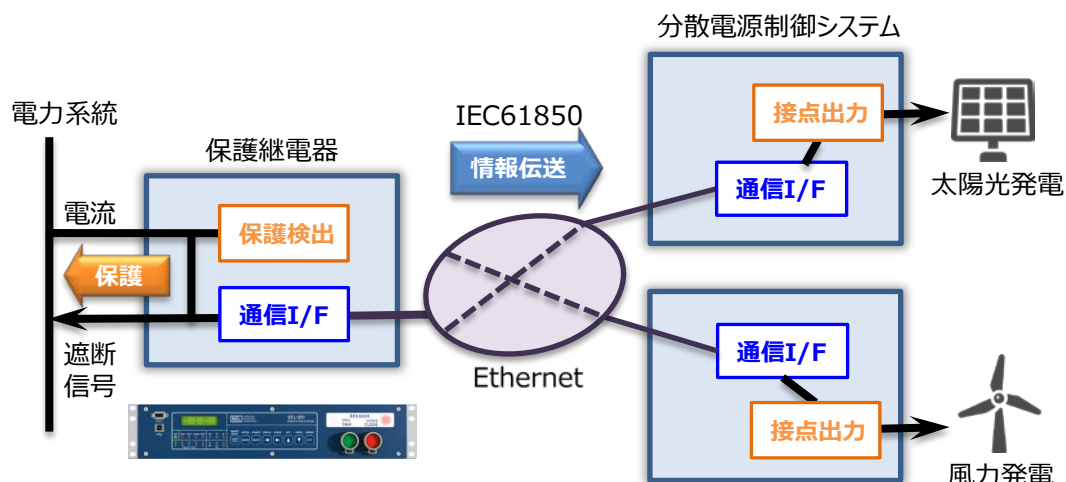 分散電源制御システム
電力系統
IEC61850
接点出力
保護継電器
情報伝送
通信I/F
太陽光発電
電流
保護検出
保護
通信I/F
通信I/F
遮断
信号
Ethernet
接点出力
風力発電